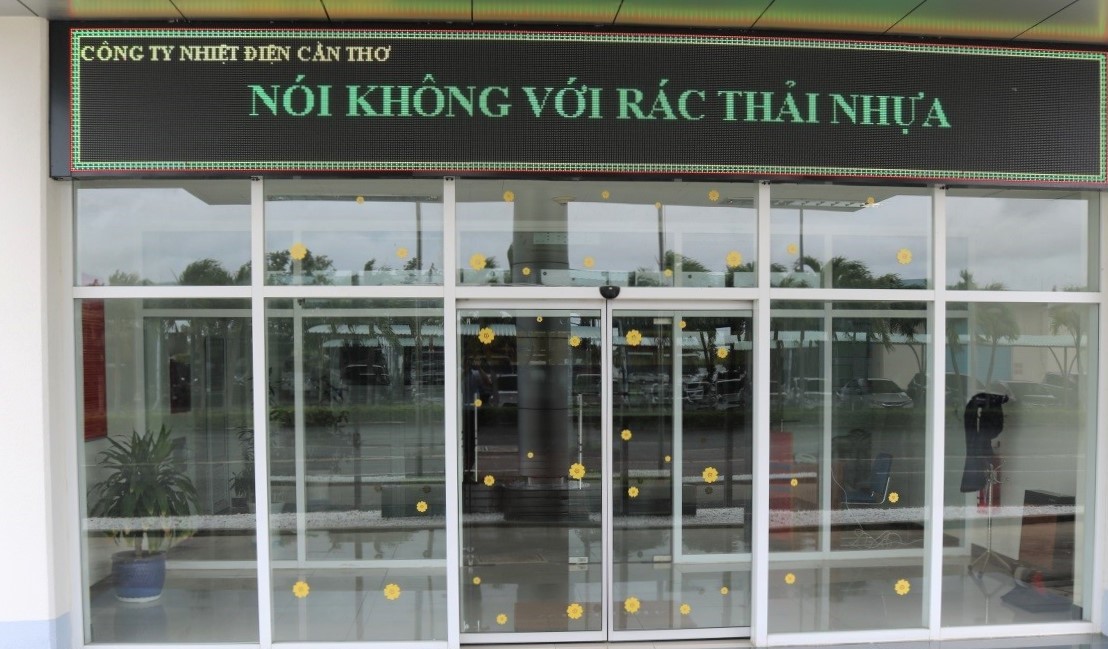 CÔNG TY NHIỆT ĐIỆN CẦN THƠ
NÓI KHÔNG VỚI RÁC THẢI NHỰA